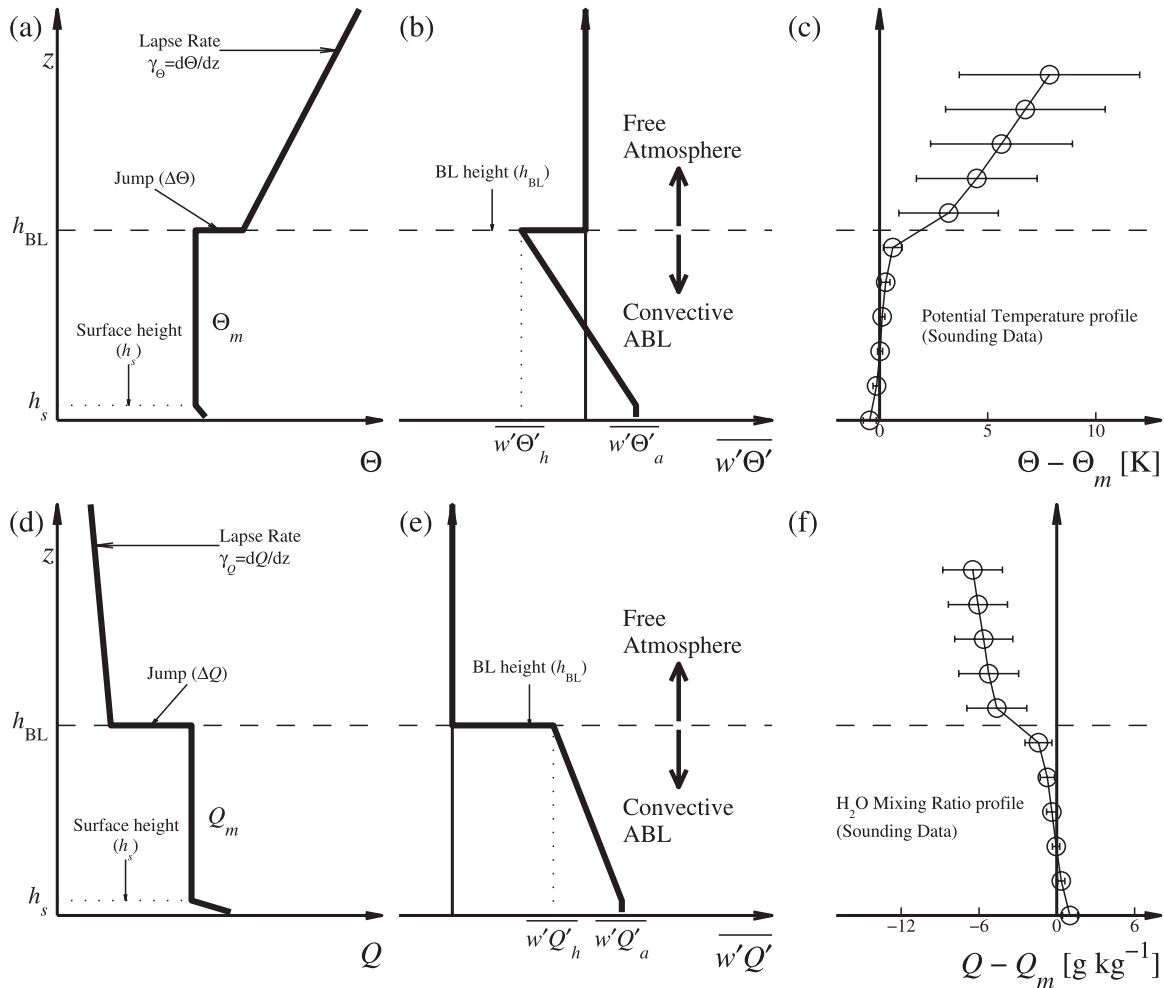 (a)
z
Lapse Rate
γΘ=dΘ/dz
Jump (ΔΘ)
hBL
Θm
Surface height
(hs)
hs
Θ
(b)
Free
Atmosphere
BL height (hBL)
Convective
ABL
w′Θ′h
w′Θ′a
w′Θ′
(c)
Potential Temperature profile
(Sounding Data)
0 5 10
Θ − Θm [K]
(d)
z
Lapse Rate
γQ=dQ/dz
Jump (ΔQ)
hBL
Qm
Surface height
(hs)
hs
Q
(e)
Free
Atmosphere
BL height (hBL)
Convective
ABL
w′Q′h
w′Q′a
w′Q′
(f)
H2O Mixing Ratio profile
(Sounding Data)
−12 −6 0 6
Q − Qm [g kg−1]